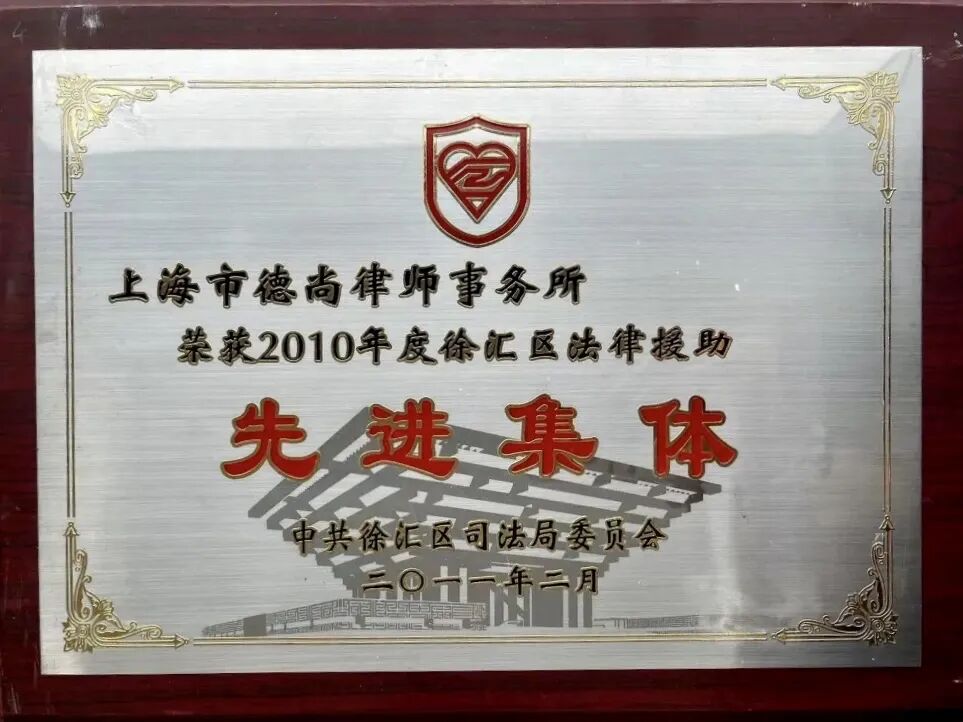 上海市德尚律师事务所
荣获2010年度徐汇区法律援助
先进集体
中共徐汇区司法局委员会
二〇一一年二月